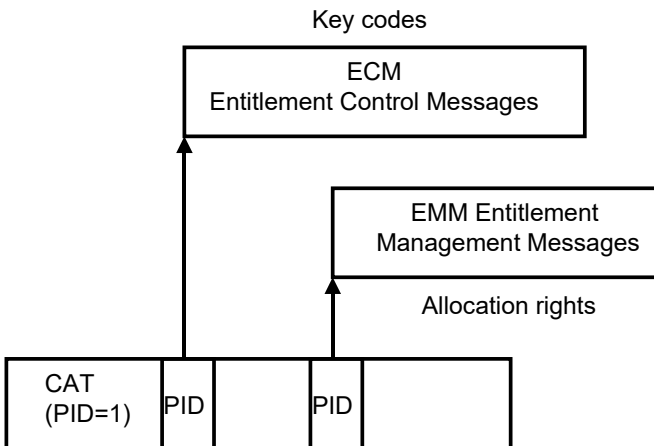 Key codes
ECM
Entitlement Control Messages
EMM Entitlement
Management Messages
Allocation rights
CAT
(PID=1)
PID
PID